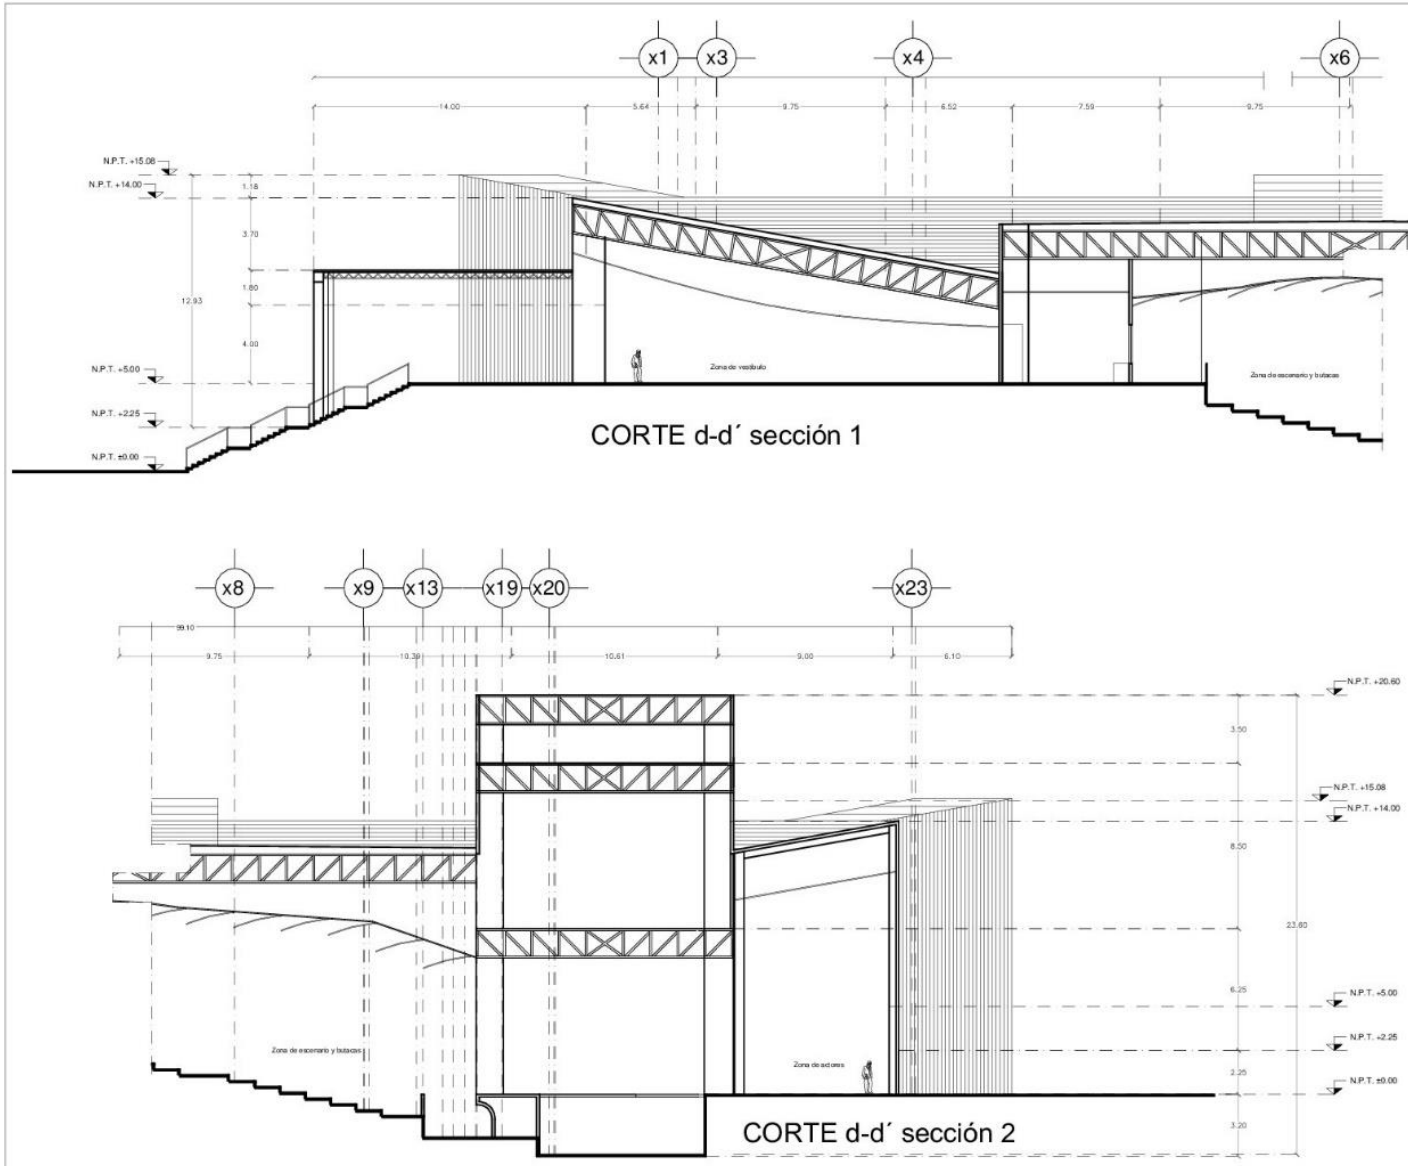 x1 x3 x4 x6
14.00 5.64 9.75 6.52 7.59 9.75
N.P.T. +15.08
N.P.T. +14.00
1.18
3.70
12.93
1.80
4.00
N.P.T. +5.00
N.P.T. +2.25
N.P.T. ±0.00
Zona de vestíbulo
Zona de escenario y butacas
CORTE d-d´ sección 1
x8 x9 x13 x19 x20 x23
99.10
9.75 10.39 10.61 9.00 6.10
N.P.T. +20.60
3.50
N.P.T. +15.08
N.P.T. +14.00
8.50
23.60
6.25
N.P.T. +5.00
N.P.T. +2.25
2.25
N.P.T. ±0.00
3.20
Zona de escenario y butacas
Zona de actores
CORTE d-d´ sección 2